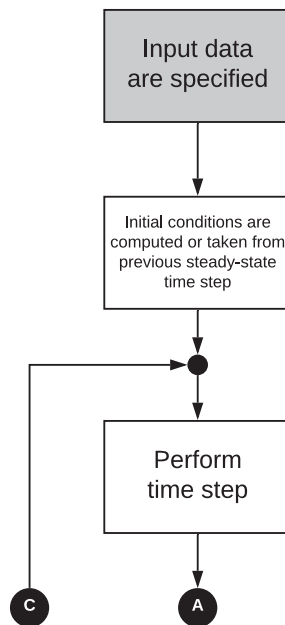 Input data
are specified
Initial conditions are
computed or taken from
previous steady-state
time step
Perform
time step
C
A